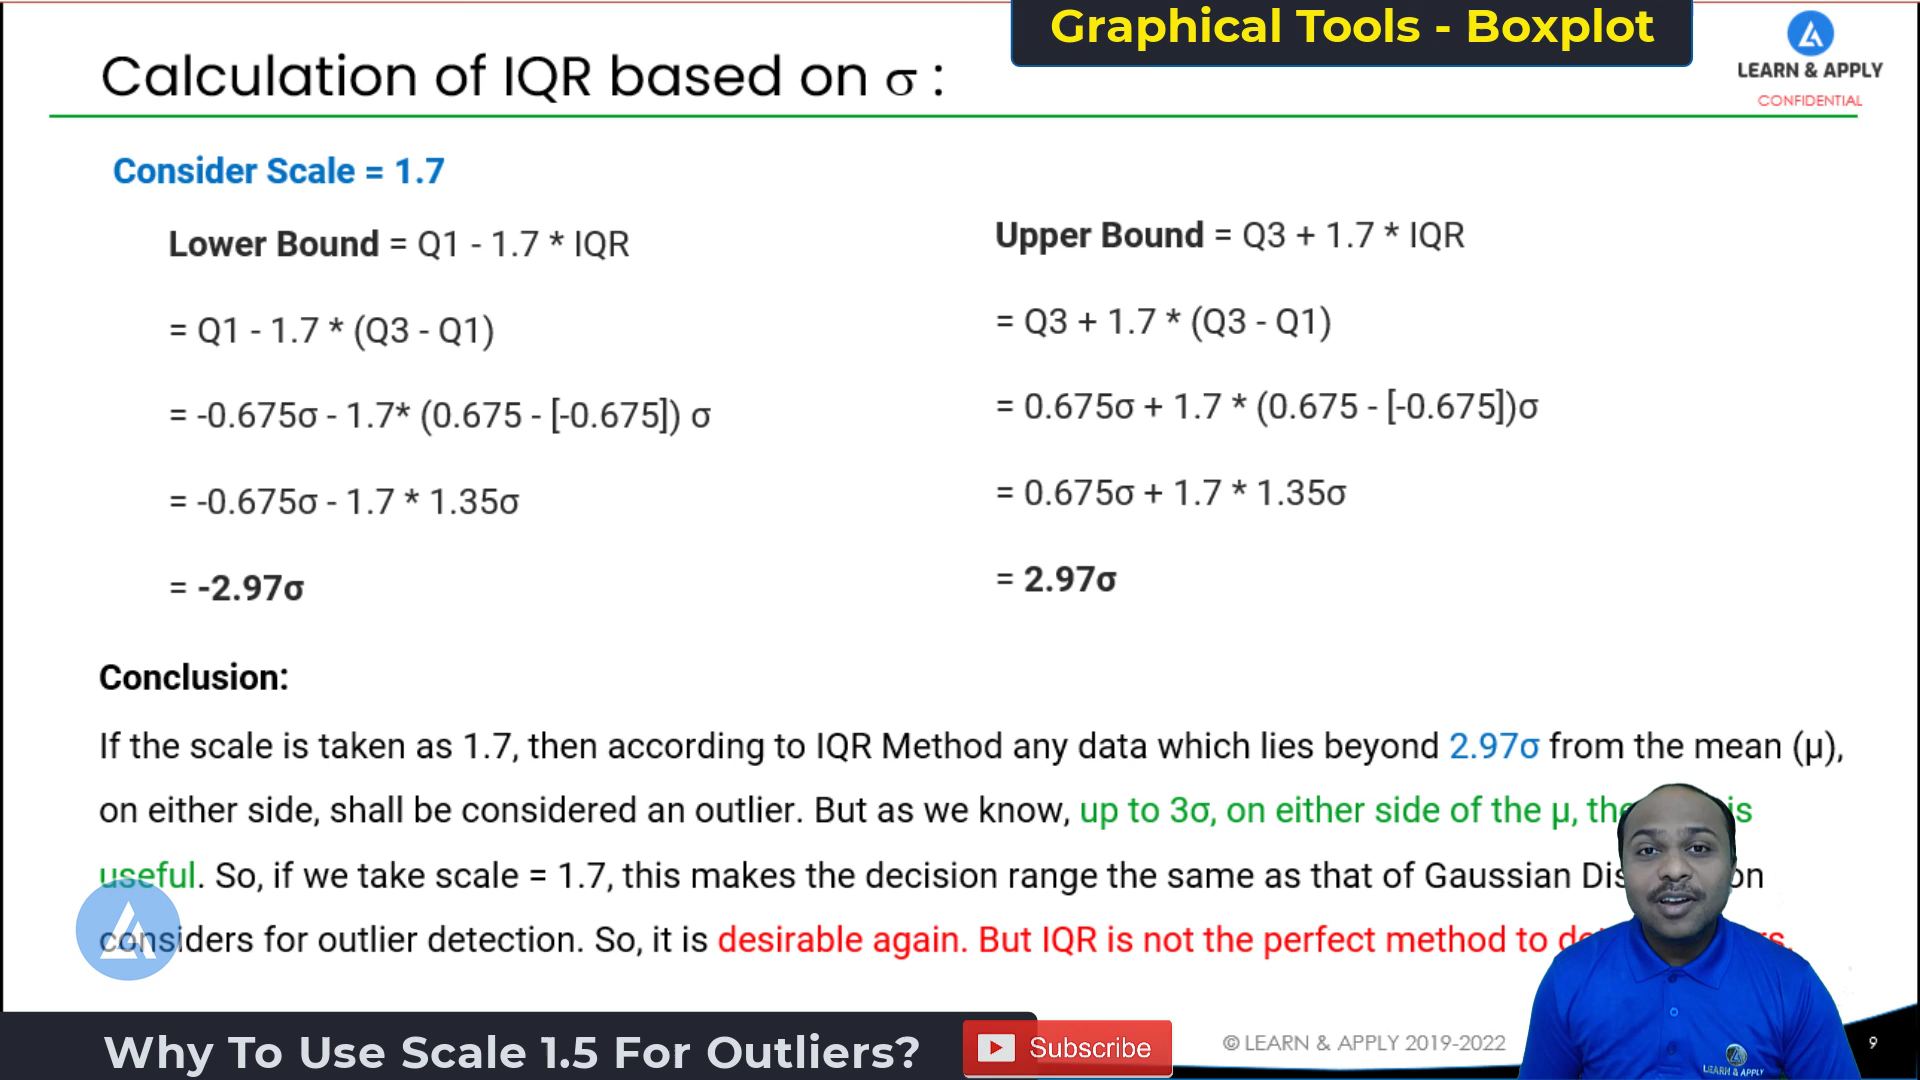 Graphical Tools - Boxplot
LEARN & APPLY
CONFIDENTIAL
Calculation of IQR based on σ :
Consider Scale = 1.7
Lower Bound = Q1 - 1.7 * IQR
= Q1 - 1.7 * (Q3 - Q1)
= -0.675σ - 1.7* (0.675 - [-0.675]) σ
= -0.675σ - 1.7 * 1.35σ
= -2.97σ
Upper Bound = Q3 + 1.7 * IQR
= Q3 + 1.7 * (Q3 - Q1)
= 0.675σ + 1.7 * (0.675 - [-0.675])σ
= 0.675σ + 1.7 * 1.35σ
= 2.97σ
Conclusion:
If the scale is taken as 1.7, then according to IQR Method any data which lies beyond 2.97σ from the mean (μ),
on either side, shall be considered an outlier. But as we know, up to 3σ, on either side of the μ, is
useful. So, if we take scale = 1.7, this makes the decision range the same as that of Gaussian
considers for outlier detection. So, it is desirable again. But IQR is not the perfect method to
Why To Use Scale 1.5 For Outliers?
Subscribe
© LEARN & APPLY 2019-2022
9
LEARN & APPLY